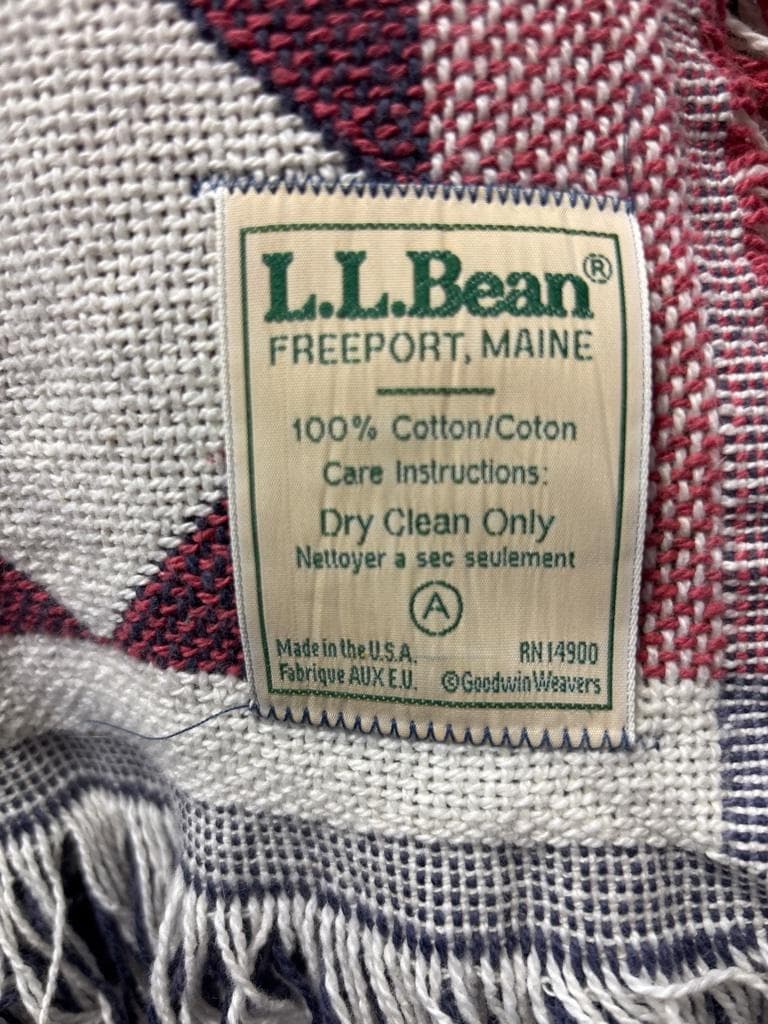 L.L.Bean®
FREEPORT, MAINE
100% Cotton/Coton
Care Instructions:
Dry Clean Only
Nettoyer a sec seulement
A
Made in the U.S.A. RN 14900
Fabrique AUX E.U. ©Goodwin Weavers